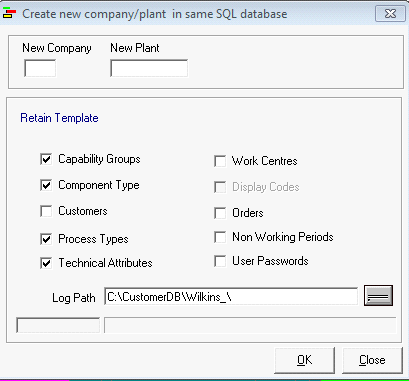 Create new company/plant in same SQL database
New Company New Plant
Retain Template
Capability Groups Work Centres
Component Type Display Codes
Customers Orders
Process Types Non Working Periods
Technical Attributes User Passwords
Log Path C:\CustomerDB\Wilkins_\
OK Close